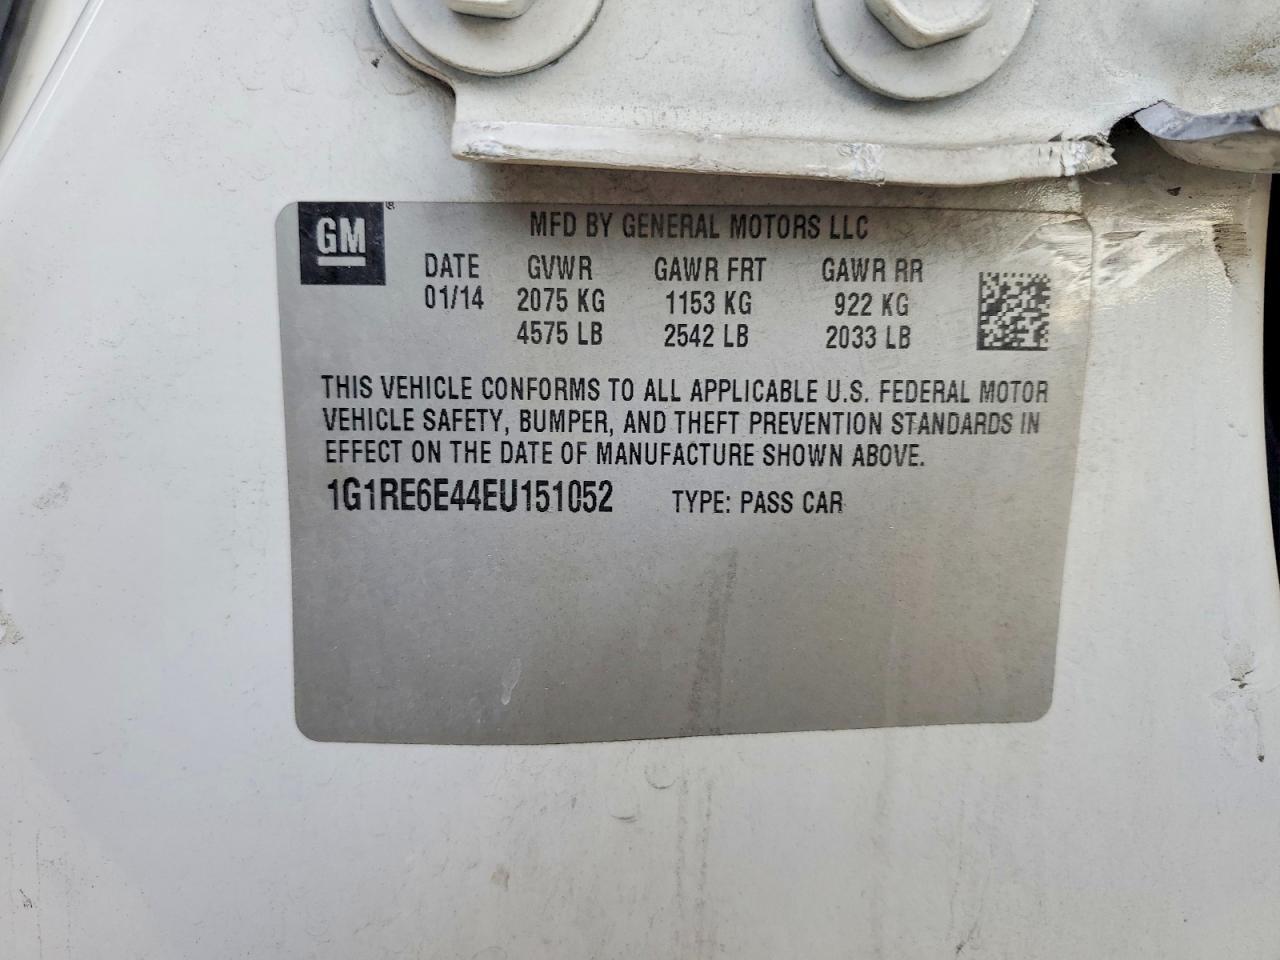 GM ®
MFD BY GENERAL MOTORS LLC
DATE GVWR GAWR FRT GAWR RR
01/14 2075 KG 1153 KG 922 KG
4575 LB 2542 LB 2033 LB
THIS VEHICLE CONFORMS TO ALL APPLICABLE U.S. FEDERAL MOTOR
VEHICLE SAFETY, BUMPER, AND THEFT PREVENTION STANDARDS IN
EFFECT ON THE DATE OF MANUFACTURE SHOWN ABOVE.
1G1RE6E44EU151052 TYPE: PASS CAR